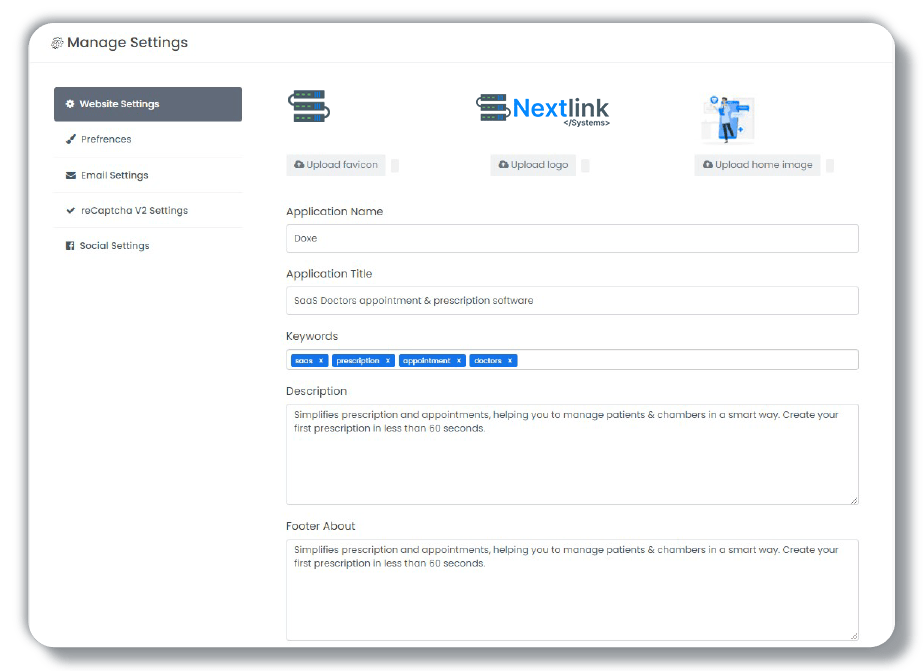 Manage Settings
Website Settings
Prefrences
Email Settings
reCaptcha V2 Settings
Social Settings
Nextlink
</Systems>
Upload favicon
Upload logo
Upload home image
Application Name
Doxe
Application Title
SaaS Doctors appointment & prescription software
Keywords
saas x prescription x appointment x doctors x
Description
Simplifies prescription and appointments, helping you to manage patients & chambers in a smart way. Create your
first prescription in less than 60 seconds.
Footer About
Simplifies prescription and appointments, helping you to manage patients & chambers in a smart way. Create your
first prescription in less than 60 seconds.